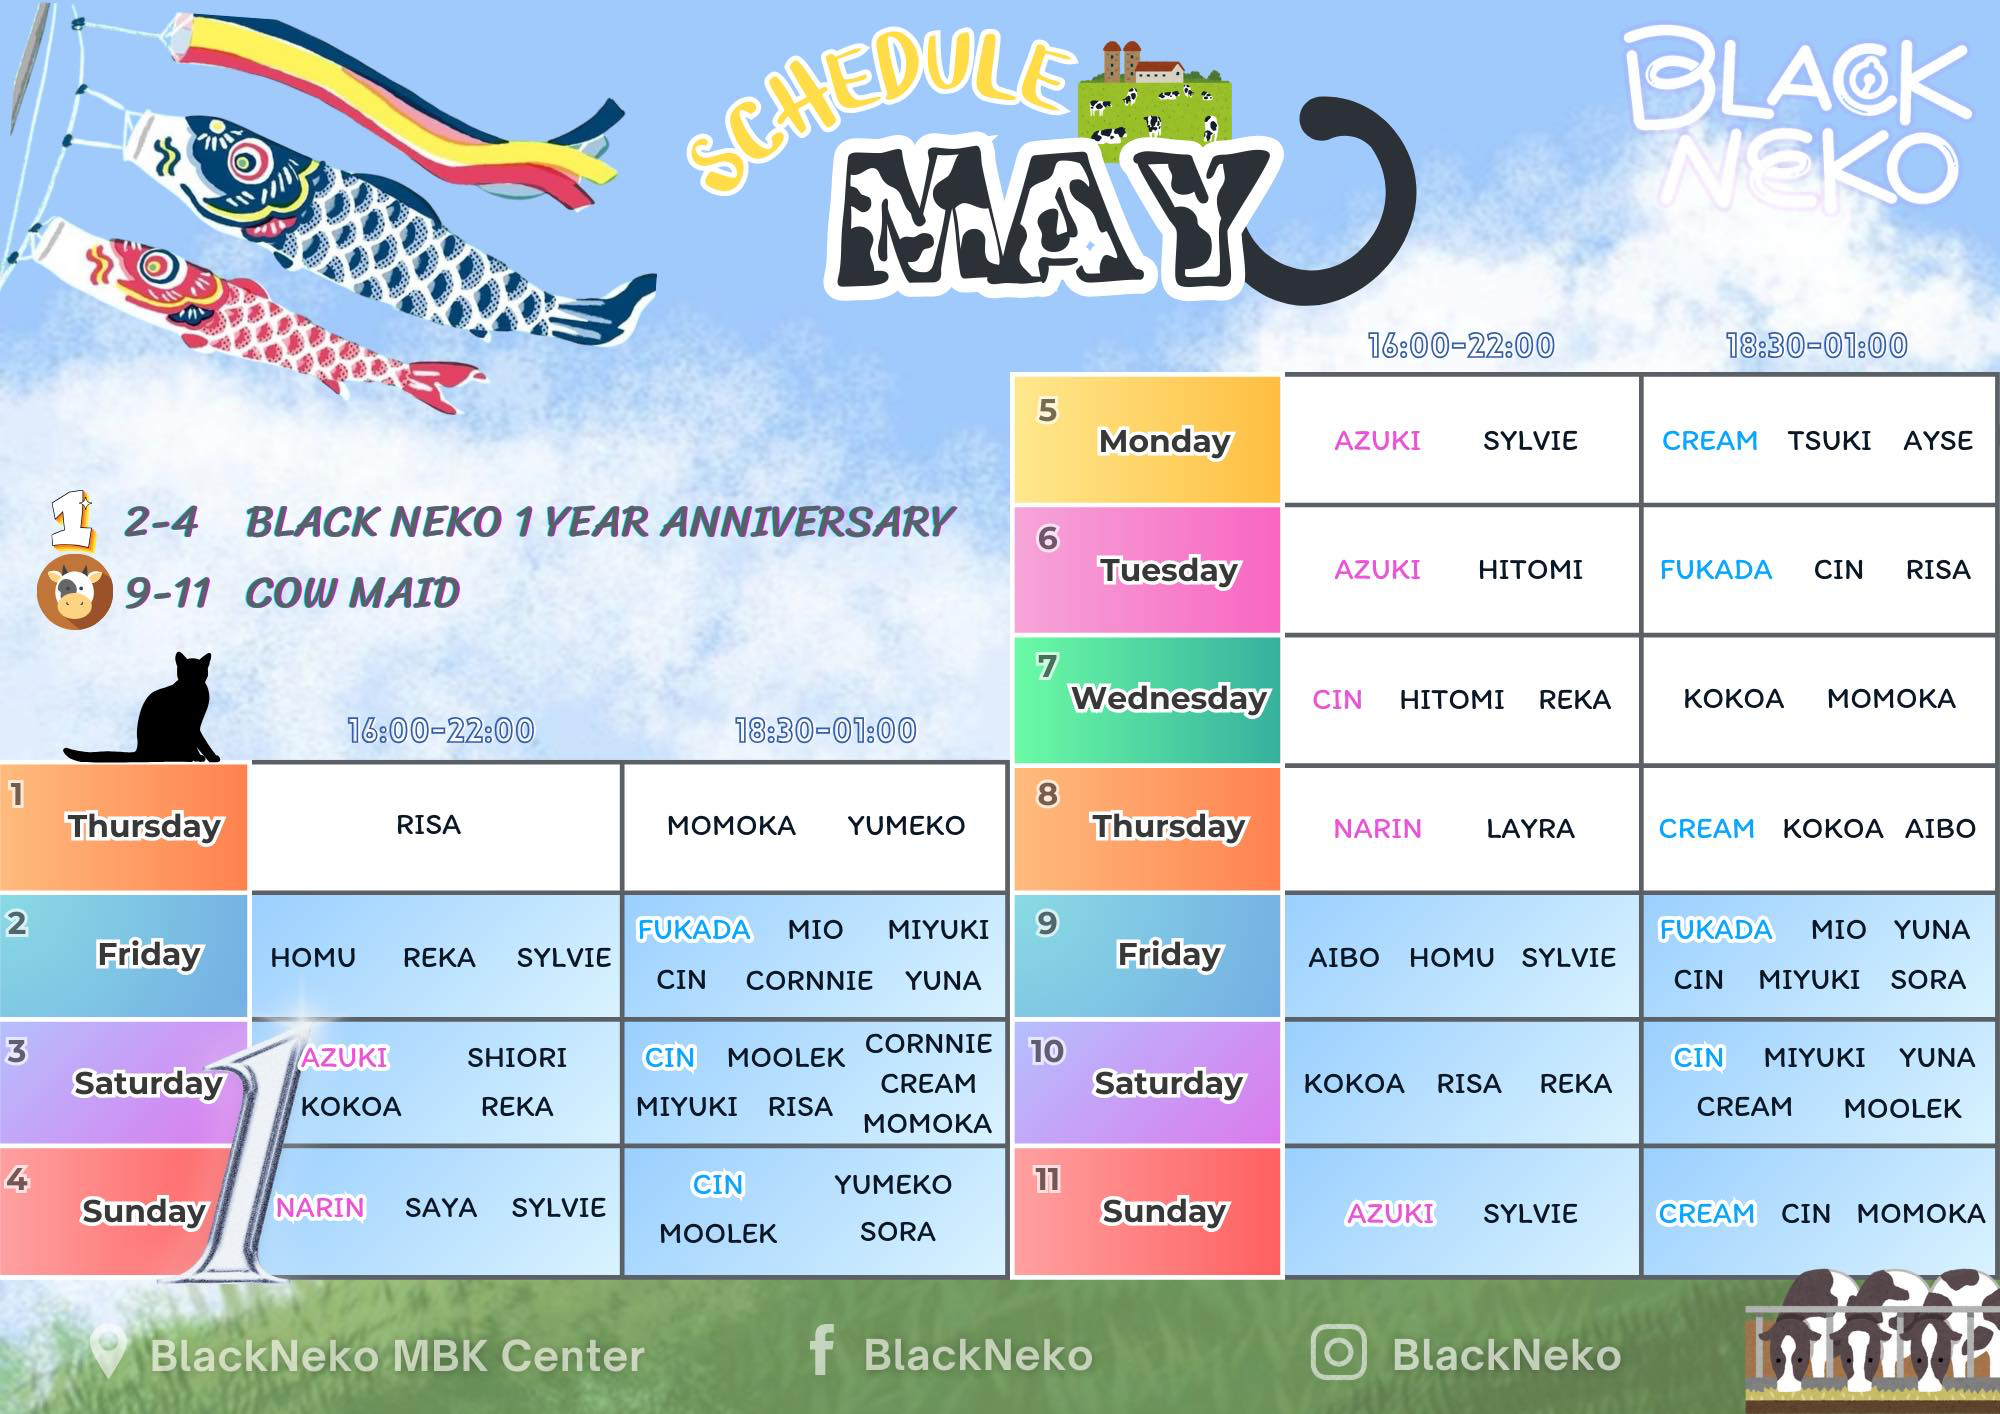 SCHEDULE
MAY
BLACK
NEKO
2-4 BLACK NEKO 1 YEAR ANNIVERSARY
9-11 COW MAID
16:00-22:00 18:30-01:00
1 Thursday RISA MOMOKA YUMEKO
2 Friday HOMU REKA SYLVIE
FUKADA MIO MIYUKI
CIN CORNNIE YUNA
3 Saturday
AZUKI SHIORI
KOKOA REKA
CIN MOOLEK CORNNIE
CREAM
MIYUKI RISA MOMOKA
4 Sunday NARIN SAYA SYLVIE
CIN YUMEKO
MOOLEK SORA
1
16:00-22:00 18:30-01:00
5 Monday AZUKI SYLVIE CREAM TSUKI AYSE
6 Tuesday AZUKI HITOMI FUKADA CIN RISA
7 Wednesday CIN HITOMI REKA KOKOA MOMOKA
8 Thursday NARIN LAYRA CREAM KOKOA AIBO
9 Friday AIBO HOMU SYLVIE
FUKADA MIO YUNA
CIN MIYUKI SORA
10 Saturday KOKOA RISA REKA
CIN MIYUKI YUNA
CREAM MOOLEK
11 Sunday AZUKI SYLVIE CREAM CIN MOMOKA
BlackNeko MBK Center
BlackNeko
BlackNeko